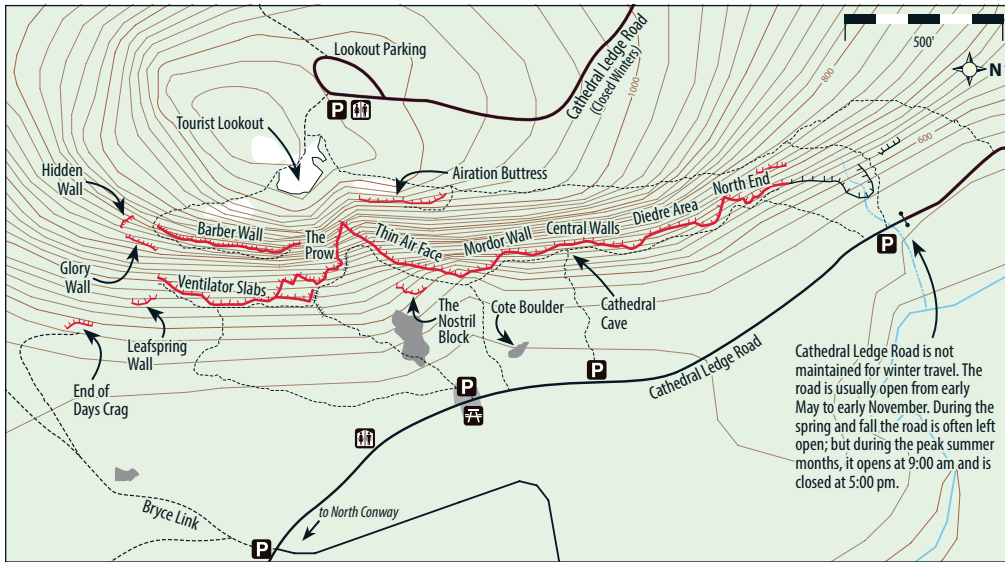 Lookout Parking
P
Cathedral Ledge Road
(Closed Winters)
1000
800
600
500'
N
Tourist Lookout
Hidden
Wall
Airation Buttress
Barber Wall
The
Prow
Thin Air Face
Mordor Wall
Central Walls
Diedre Area
North End
Glory
Wall
Ventilator Slabs
Leafspring
Wall
End of
Days Crag
The
Nostril
Block
Cote Boulder
Cathedral
Cave
P
P
P
Cathedral Ledge Road
Cathedral Ledge Road is not
maintained for winter travel. The
road is usually open from early
May to early November. During the
spring and fall the road is often left
open; but during the peak summer
months, it opens at 9:00 am and is
closed at 5:00 pm.
Bryce Link
to North Conway
P